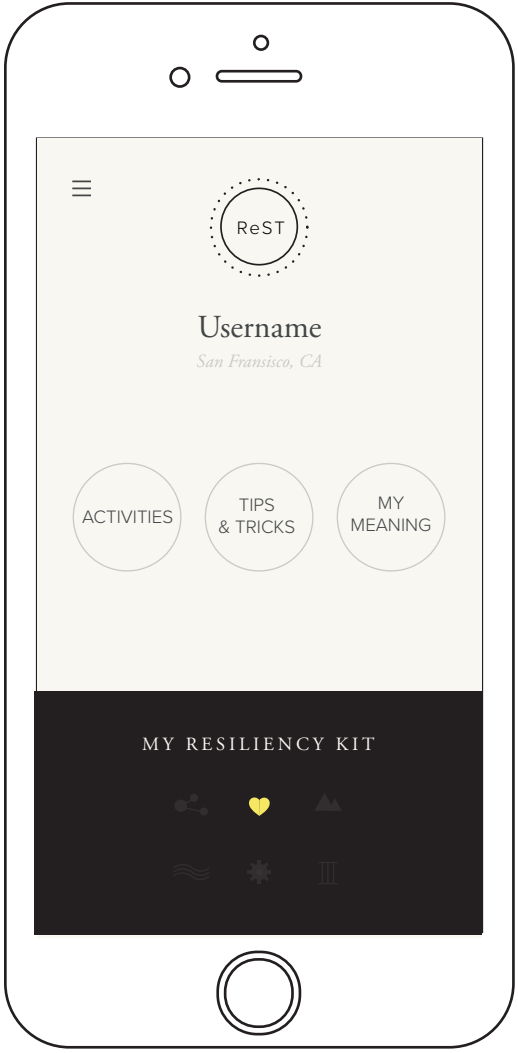 ReST
Username
San Fransisco, CA
ACTIVITIES
TIPS
& TRICKS
MY
MEANING
MY RESILIENCY KIT